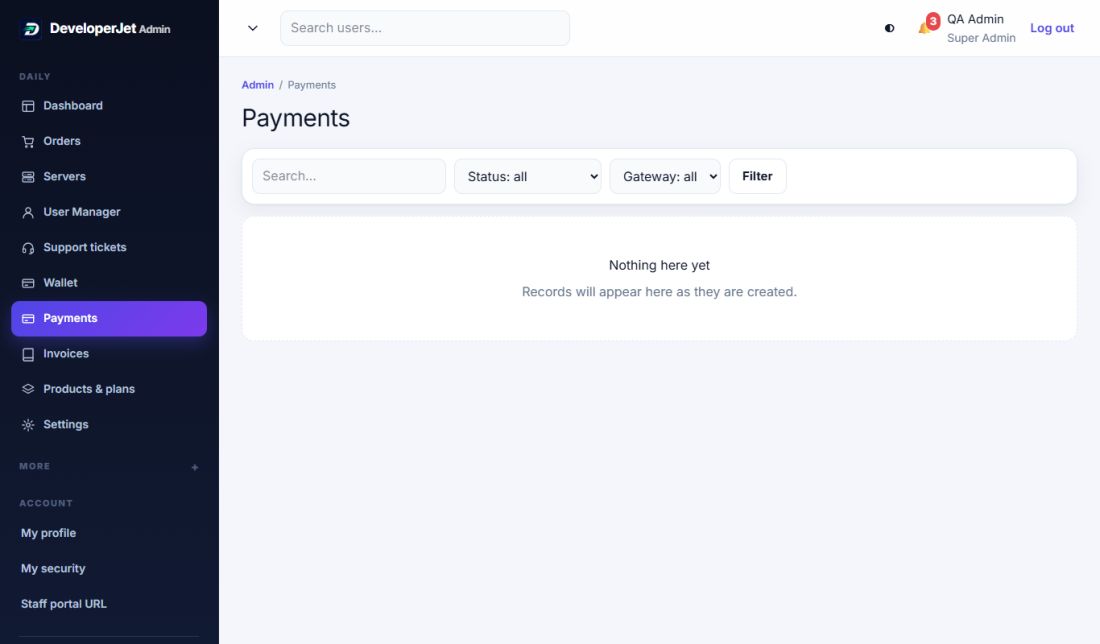 DeveloperJet Admin
DAILY
Dashboard
Orders
Servers
User Manager
Support tickets
Wallet
Payments
Invoices
Products & plans
Settings
MORE +
ACCOUNT
My profile
My security
Staff portal URL
Search users...
3
QA Admin
Super Admin
Log out
Admin / Payments
Payments
Search...
Status: all
Gateway: all
Filter
Nothing here yet
Records will appear here as they are created.